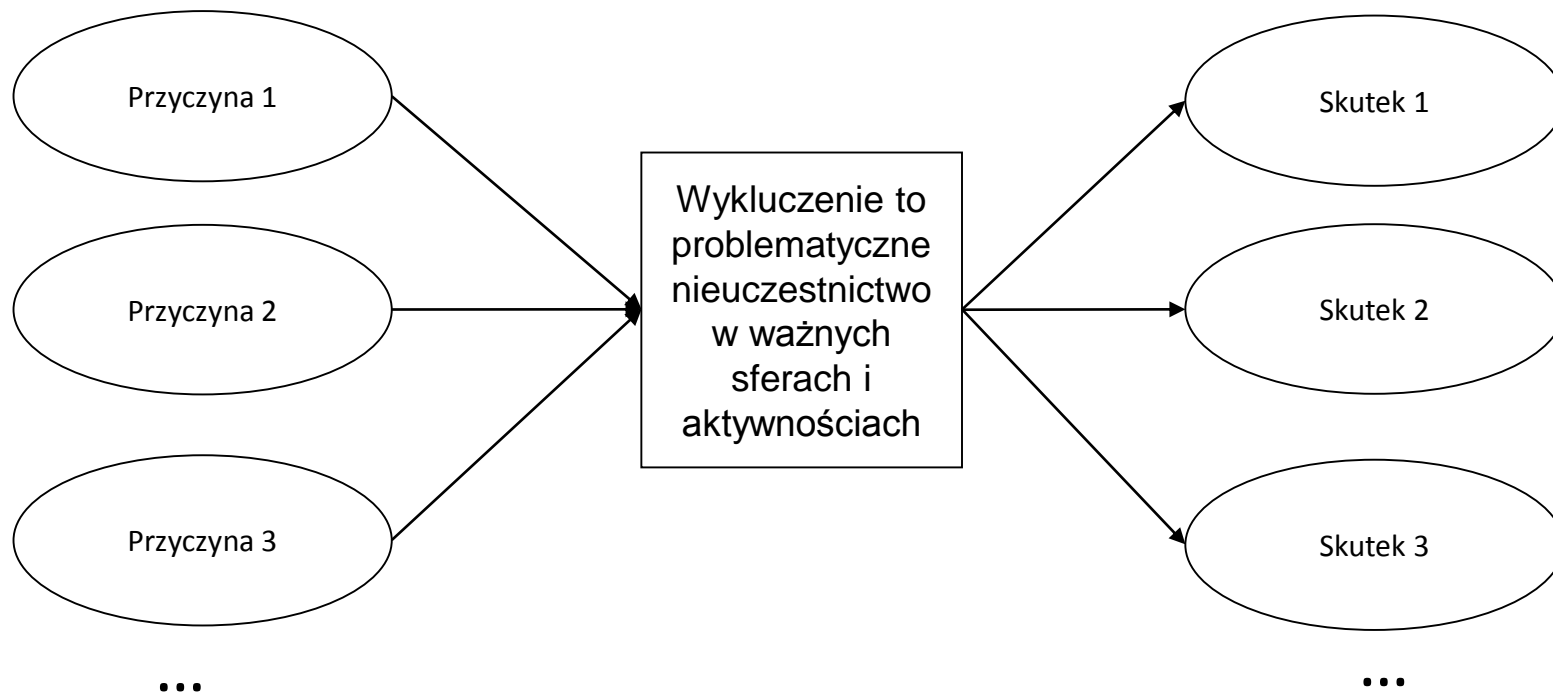 Przyczyna 1
Przyczyna 2
Przyczyna 3
...
Wykluczenie to
problematyczne
nieuczestnictwo
w ważnych
sferach i
aktywnościach
Skutek 1
Skutek 2
Skutek 3
...